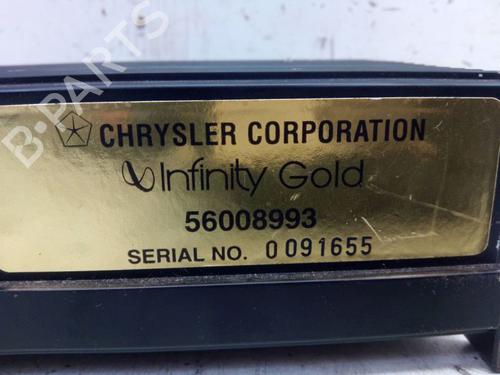 B-PARTS
CHRYSLER CORPORATION
Infinity Gold
56008993
SERIAL NO. 0091655